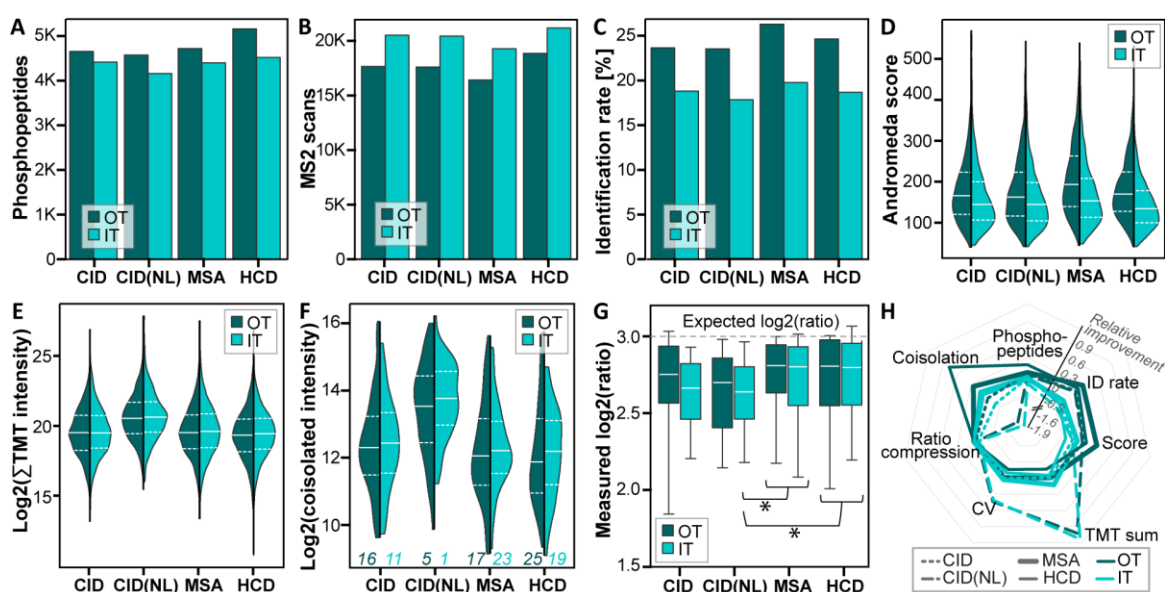 A
Phosphopeptides
5K
4K
3K
2K
1K
0
OT
IT
CID CID(NL) MSA HCD
B
MS2 scans
20K
15K
10K
5K
0
OT
IT
CID CID(NL) MSA HCD
C
Identification rate [%]
25
20
15
10
5
0
OT
IT
CID CID(NL) MSA HCD
D
Andromeda score
500
400
300
200
100
OT
IT
CID CID(NL) MSA HCD
E
Log2(∑TMT intensity)
25
20
15
OT
IT
CID CID(NL) MSA HCD
F
Log2(coisolated intensity)
16
14
12
10
OT
IT
16 11 5 1 17 23 25 19
CID CID(NL) MSA HCD
G
Measured log2(ratio)
3.0
2.5
2.0
1.5
Expected log2(ratio)
*
*
OT
IT
CID CID(NL) MSA HCD
H
Relative
improvement
0.9
0.6
0.3
-1.6
-1.9
Phospho-
peptides
Coisolation
ID rate
Ratio
compression
Score
CV
TMT sum
CID MSA OT
CID(NL) HCD IT